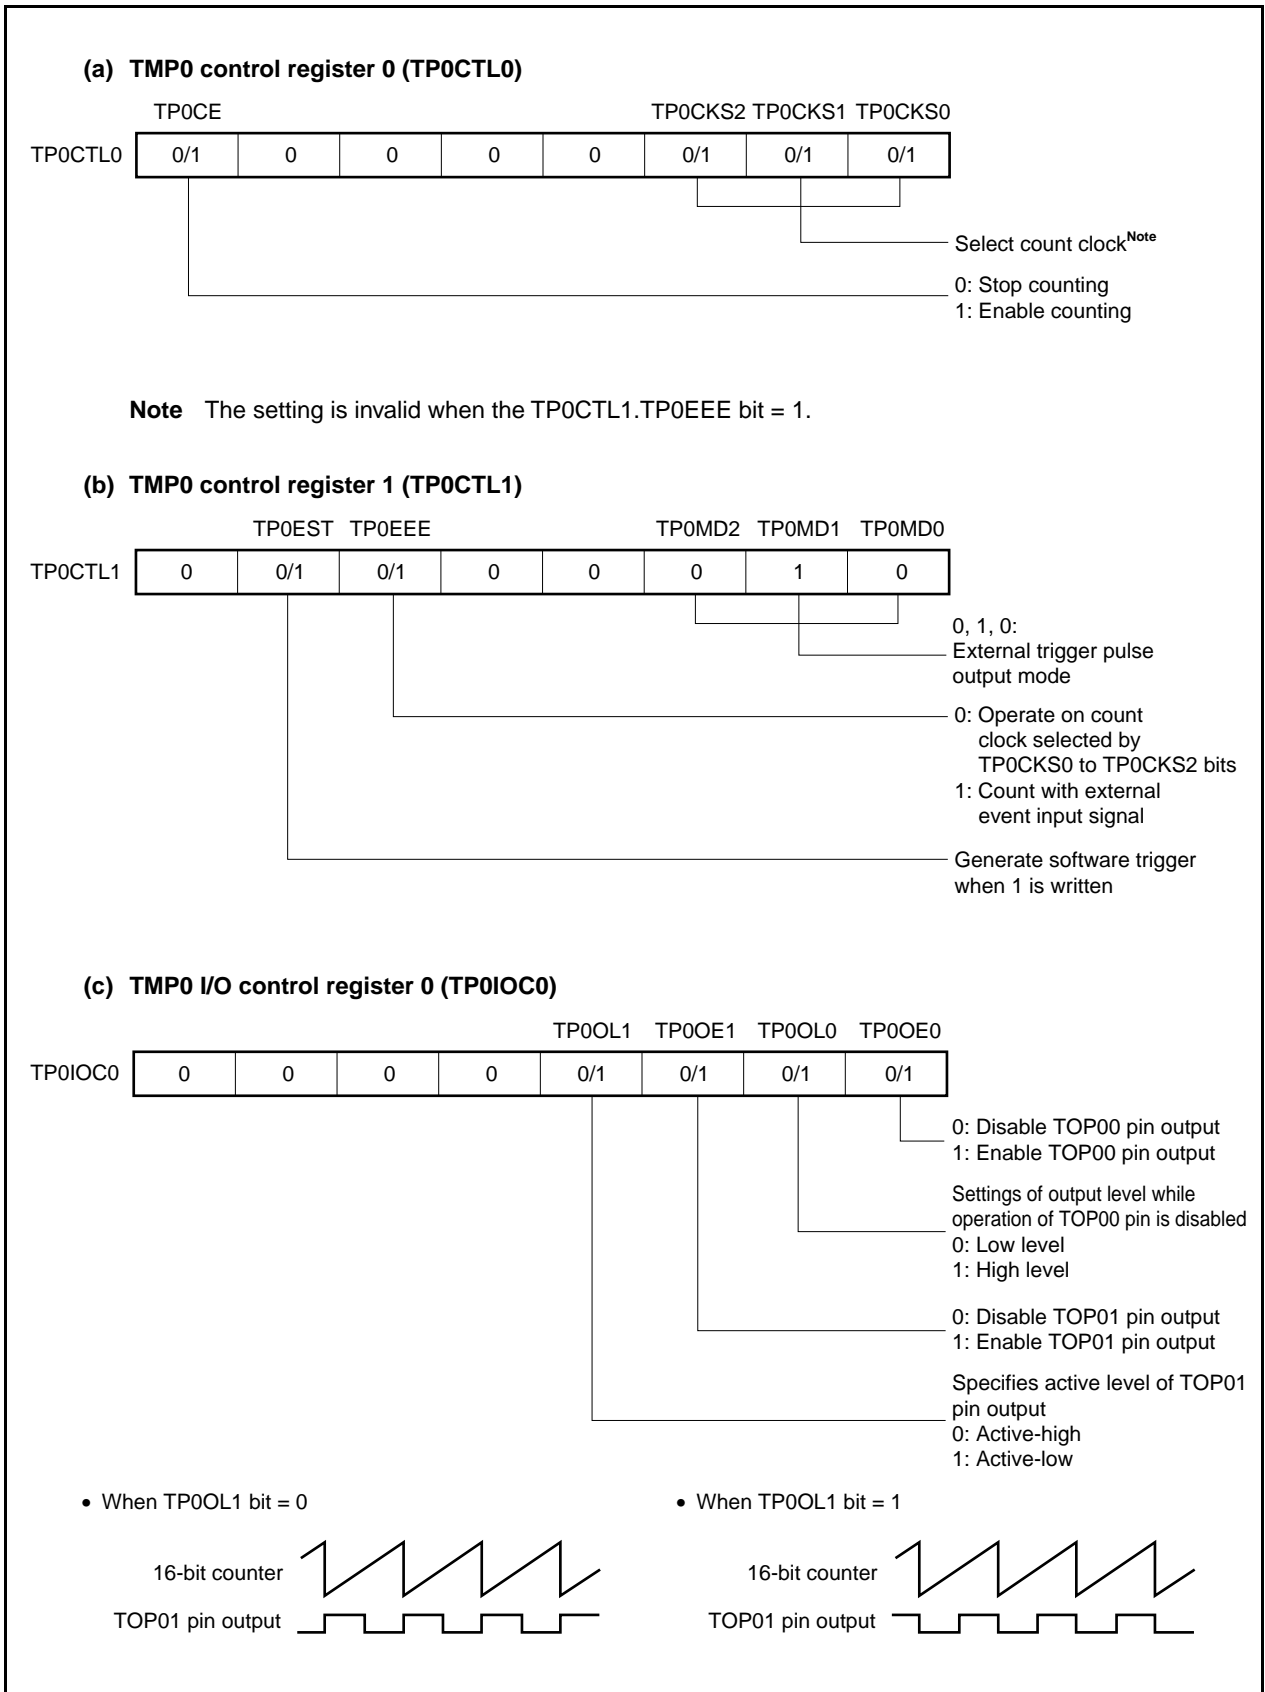 (a) TMP0 control register 0 (TP0CTL0)
TP0CE TP0CKS2 TP0CKS1 TP0CKS0
TP0CTL0 0/1 0 0 0 0 0/1 0/1 0/1
Select count clockNote
0: Stop counting
1: Enable counting
Note The setting is invalid when the TP0CTL1.TP0EEE bit = 1.
(b) TMP0 control register 1 (TP0CTL1)
TP0EST TP0EEE TP0MD2 TP0MD1 TP0MD0
TP0CTL1 0 0/1 0/1 0 0 0 1 0
0, 1, 0:
External trigger pulse
output mode
0: Operate on count
clock selected by
TP0CKS0 to TP0CKS2 bits
1: Count with external
event input signal
Generate software trigger
when 1 is written
(c) TMP0 I/O control register 0 (TP0IOC0)
TP0OL1 TP0OE1 TP0OL0 TP0OE0
TP0IOC0 0 0 0 0 0/1 0/1 0/1 0/1
0: Disable TOP00 pin output
1: Enable TOP00 pin output
Settings of output level while
operation of TOP00 pin is disabled
0: Low level
1: High level
0: Disable TOP01 pin output
1: Enable TOP01 pin output
Specifies active level of TOP01
pin output
0: Active-high
1: Active-low
• When TP0OL1 bit = 0 • When TP0OL1 bit = 1
16-bit counter 16-bit counter
TOP01 pin output TOP01 pin output